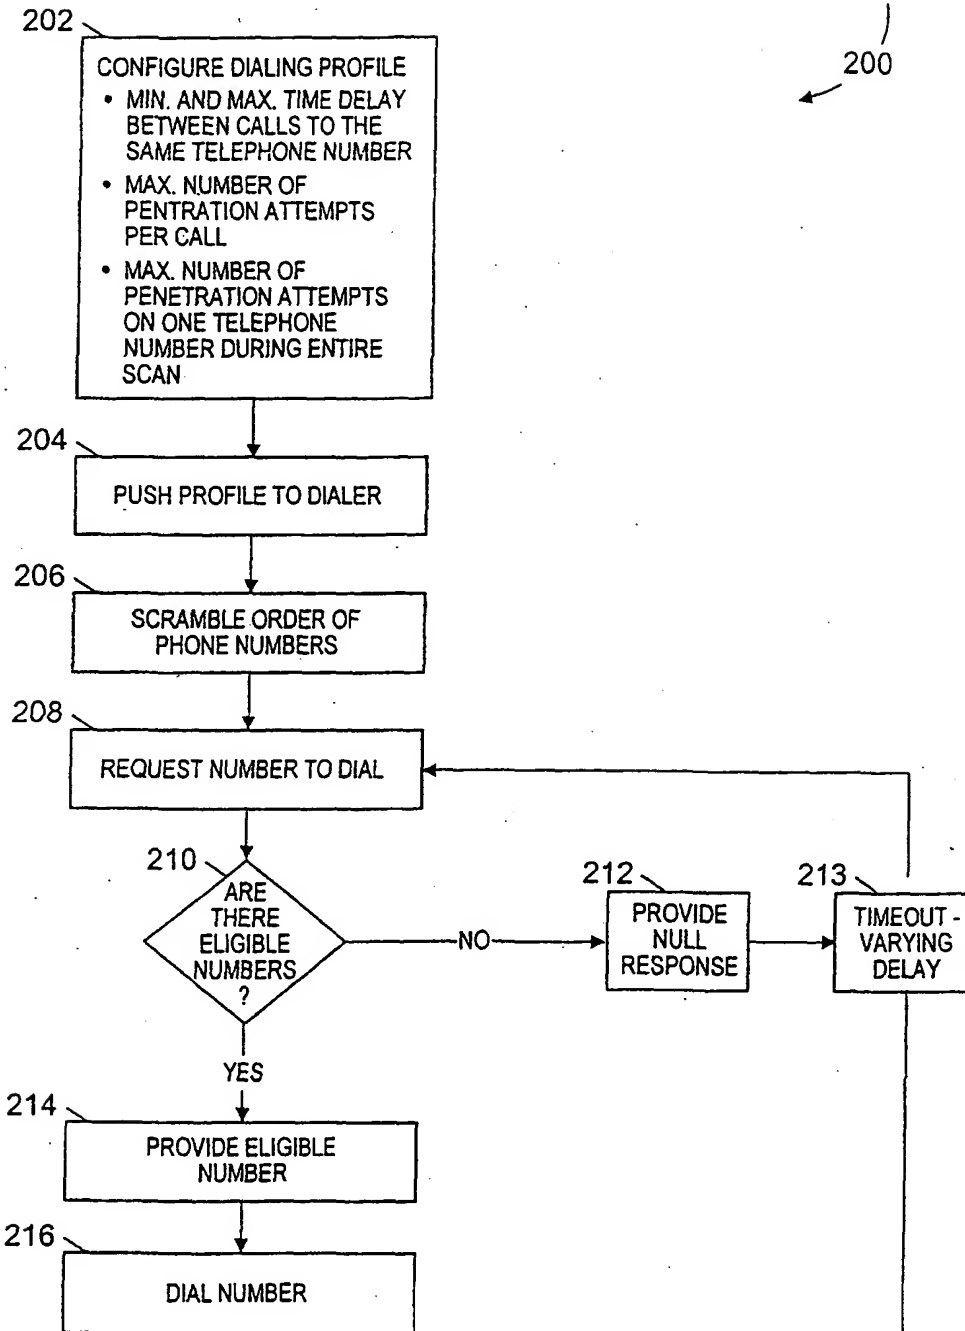 202
200
CONFIGURE DIALING PROFILE
• MIN. AND MAX. TIME DELAY
BETWEEN CALLS TO THE
SAME TELEPHONE NUMBER
• MAX. NUMBER OF
PENTRATION ATTEMPTS
PER CALL
• MAX. NUMBER OF
PENETRATION ATTEMPTS
ON ONE TELEPHONE
NUMBER DURING ENTIRE
SCAN
204
PUSH PROFILE TO DIALER
206
SCRAMBLE ORDER OF
PHONE NUMBERS
208
REQUEST NUMBER TO DIAL
210
ARE
THERE
ELIGIBLE
NUMBERS
?
NO
212
PROVIDE
NULL
RESPONSE
213
TIMEOUT -
VARYING
DELAY
YES
214
PROVIDE ELIGIBLE
NUMBER
216
DIAL NUMBER